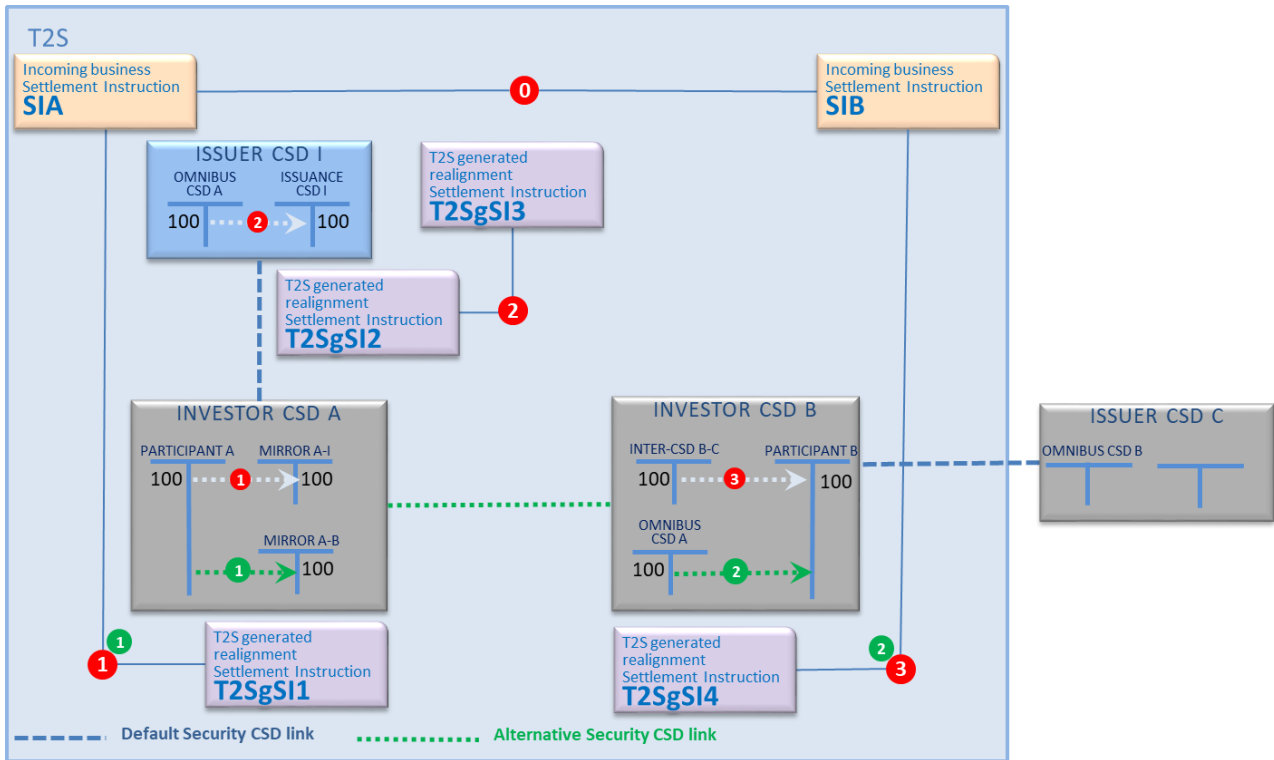 T2S
Incoming business
Settlement Instruction
SIA
0
Incoming business
Settlement Instruction
SIB
ISSUER CSD I
OMNIBUS
CSD A
ISSUANCE
CSD I
100
2
100
T2S generated
realignment
Settlement Instruction
T2SgSI3
T2S generated
realignment
Settlement Instruction
T2SgSI2
2
INVESTOR CSD A
PARTICIPANT A
MIRROR A-I
100
1
100
MIRROR A-B
1
100
INVESTOR CSD B
INTER-CSD B-C
PARTICIPANT B
100
3
100
OMNIBUS
CSD A
100
2
ISSUER CSD C
OMNIBUS CSD B
1
1
T2S generated
realignment
Settlement Instruction
T2SgSI1
T2S generated
realignment
Settlement Instruction
T2SgSI4
2
3
Default Security CSD link
Alternative Security CSD link